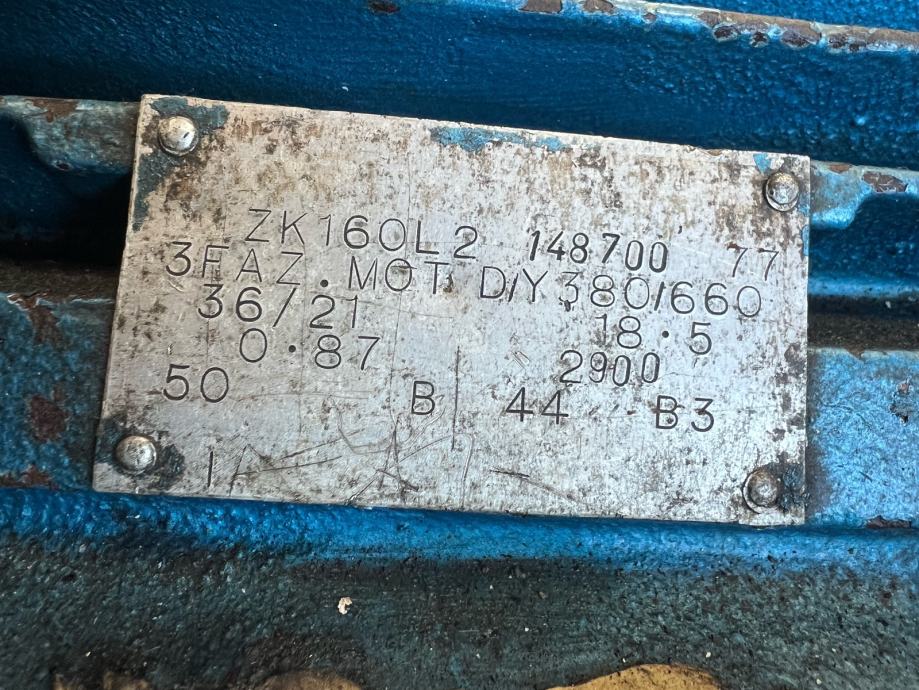 ZK160L2 148700 77
3FAZ.MOT. D/Y 380/660
36/21 18.5
0.87 2900
50 B 44 B3